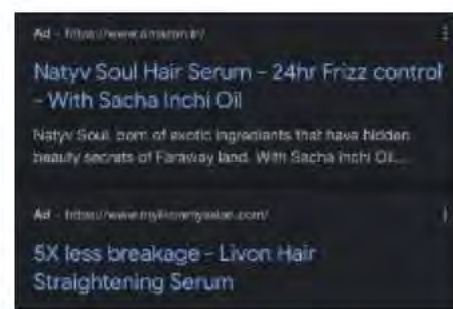 Ad - https://www.amazon.in/
Natyv Soul Hair Serum - 24hr Frizz control
- With Sacha Inchi Oil
Natyv Soul, born of exotic ingredients that have hidden
beauty secrets of Faraway land. With Sacha Inchi Oil...
Ad
5X less breakage - Livon Hair
Straightening Serum